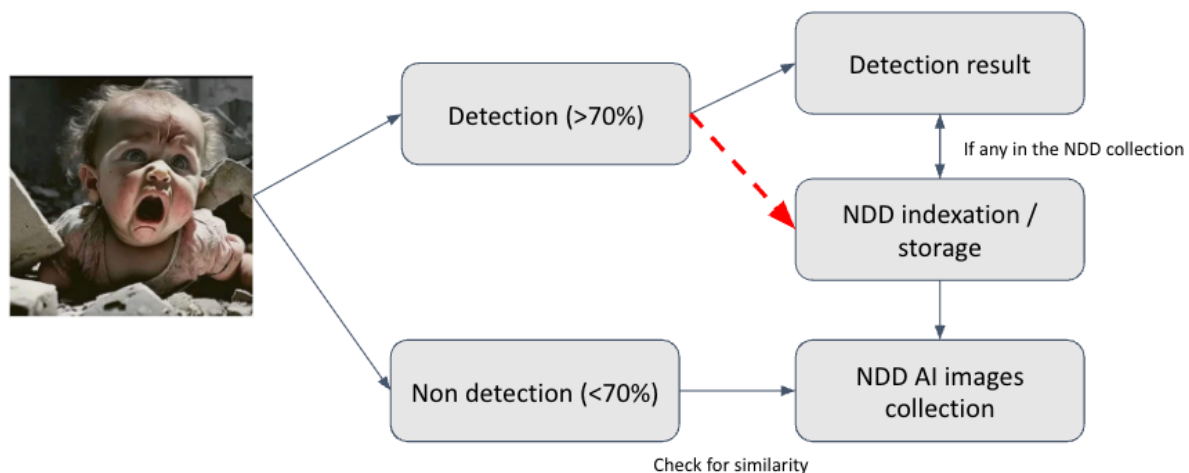 Detection (>70%)
Detection result
If any in the NDD collection
NDD indexation /
storage
Non detection (<70%)
NDD AI images
collection
Check for similarity